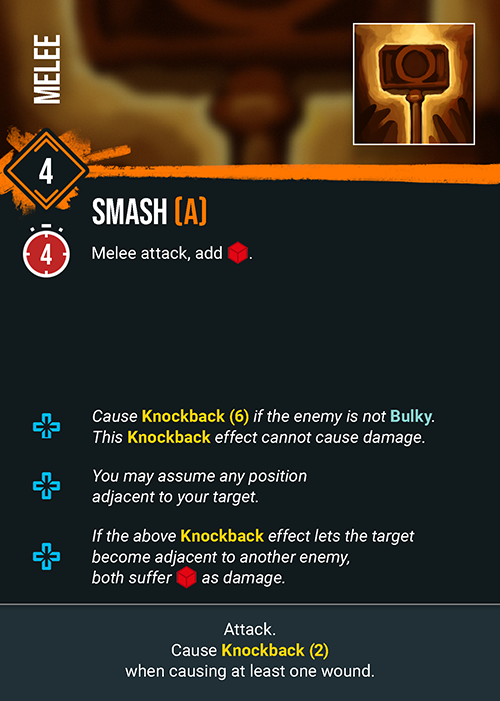 MELEE
4
SMASH (A)
4
Melee attack, add .
Cause Knockback (6) if the enemy is not Bulky.
This Knockback effect cannot cause damage.
You may assume any position
adjacent to your target.
If the above Knockback effect lets the target
become adjacent to another enemy,
both suffer as damage.
Attack.
Cause Knockback (2)
when causing at least one wound.